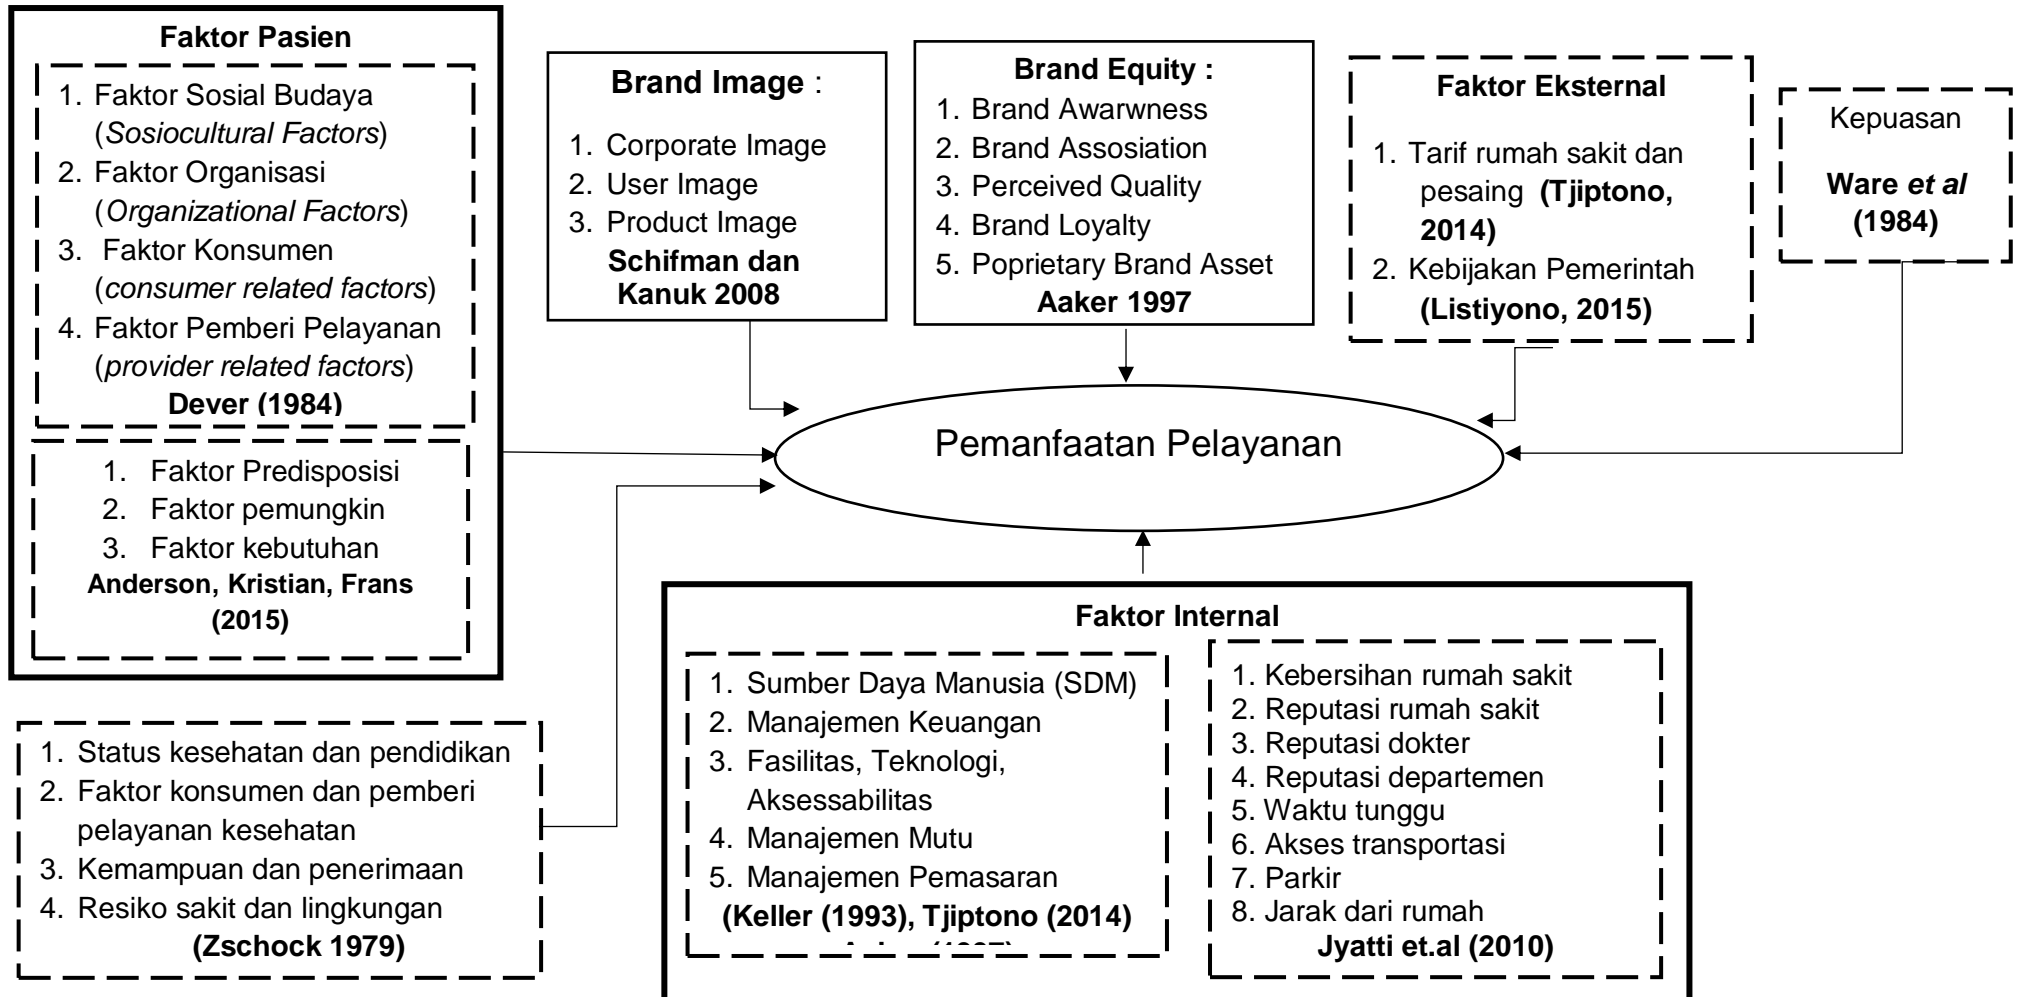 Faktor Pasien
1. Faktor Sosial Budaya
(Sosiocultural Factors)
2. Faktor Organisasi
(Organizational Factors)
3. Faktor Konsumen
(consumer related factors)
4. Faktor Pemberi Pelayanan
(provider related factors)
Dever (1984)
1. Faktor Predisposisi
2. Faktor pemungkin
3. Faktor kebutuhan
Anderson, Kristian, Frans
(2015)
1. Status kesehatan dan pendidikan
2. Faktor konsumen dan pemberi
pelayanan kesehatan
3. Kemampuan dan penerimaan
4. Resiko sakit dan lingkungan
(Zschock 1979)
Brand Image :
1. Corporate Image
2. User Image
3. Product Image
Schifman dan
Kanuk 2008
Brand Equity :
1. Brand Awarwness
2. Brand Assosiation
3. Perceived Quality
4. Brand Loyalty
5. Poprietary Brand Asset
Aaker 1997
Faktor Eksternal
1. Tarif rumah sakit dan
pesaing (Tjiptono,
2014)
2. Kebijakan Pemerintah
(Listiyono, 2015)
Kepuasan
Ware et al
(1984)
Pemanfaatan Pelayanan
Faktor Internal
1. Sumber Daya Manusia (SDM)
2. Manajemen Keuangan
3. Fasilitas, Teknologi,
Aksessabilitas
4. Manajemen Mutu
5. Manajemen Pemasaran
(Keller (1993), Tjiptono (2014)
1. Kebersihan rumah sakit
2. Reputasi rumah sakit
3. Reputasi dokter
4. Reputasi departemen
5. Waktu tunggu
6. Akses transportasi
7. Parkir
8. Jarak dari rumah
Jyatti et.al (2010)